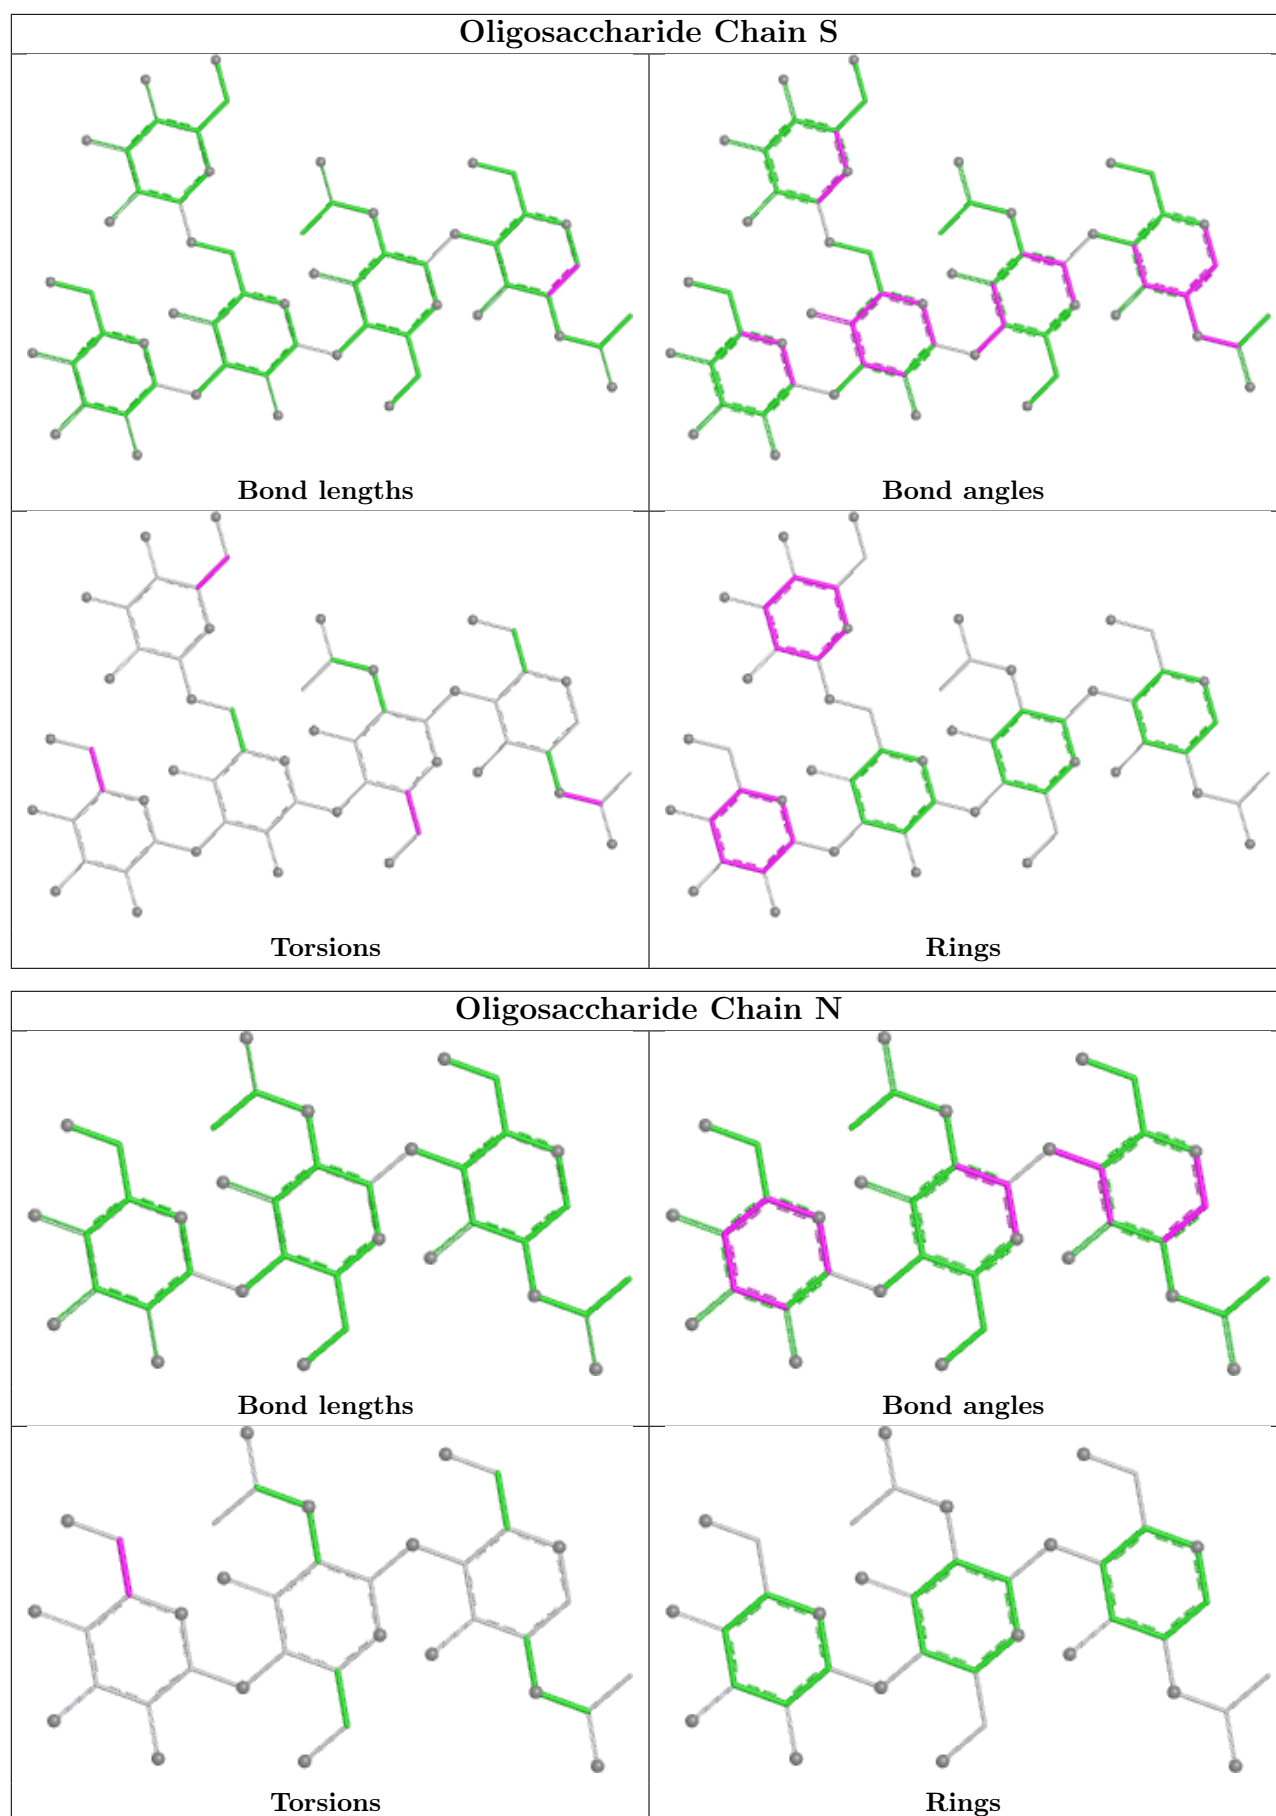 Oligosaccharide Chain S
Bond lengths
Bond angles
Torsions
Rings
Oligosaccharide Chain N
Bond lengths
Bond angles
Torsions
Rings